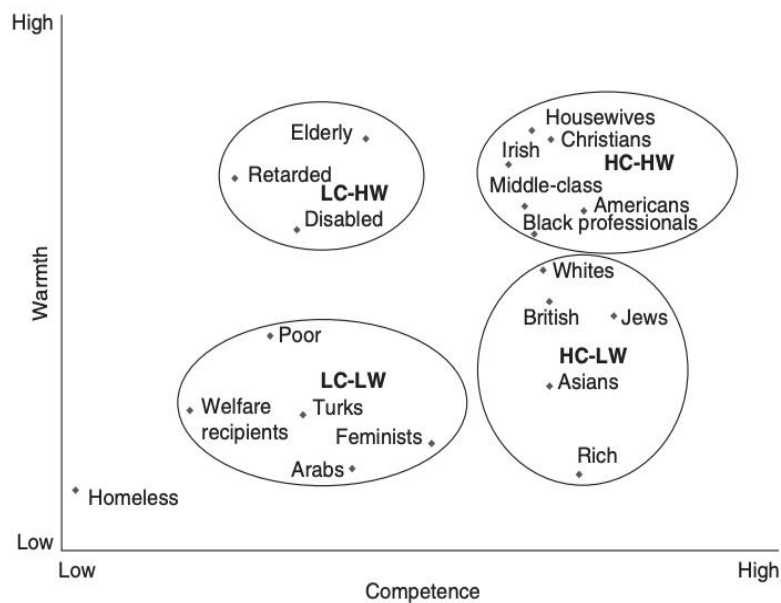 High
Housewives
Elderly
Christians
Irish
HC-HW
Retarded
LC-HW
Middle-class
Americans
Disabled
Black professionals
Warmth
Whites
British
Jews
Poor
HC-LW
LC-LW
Asians
Welfare
recipients
Turks
Feminists
Rich
Arabs
Homeless
Low
Low
High
Competence